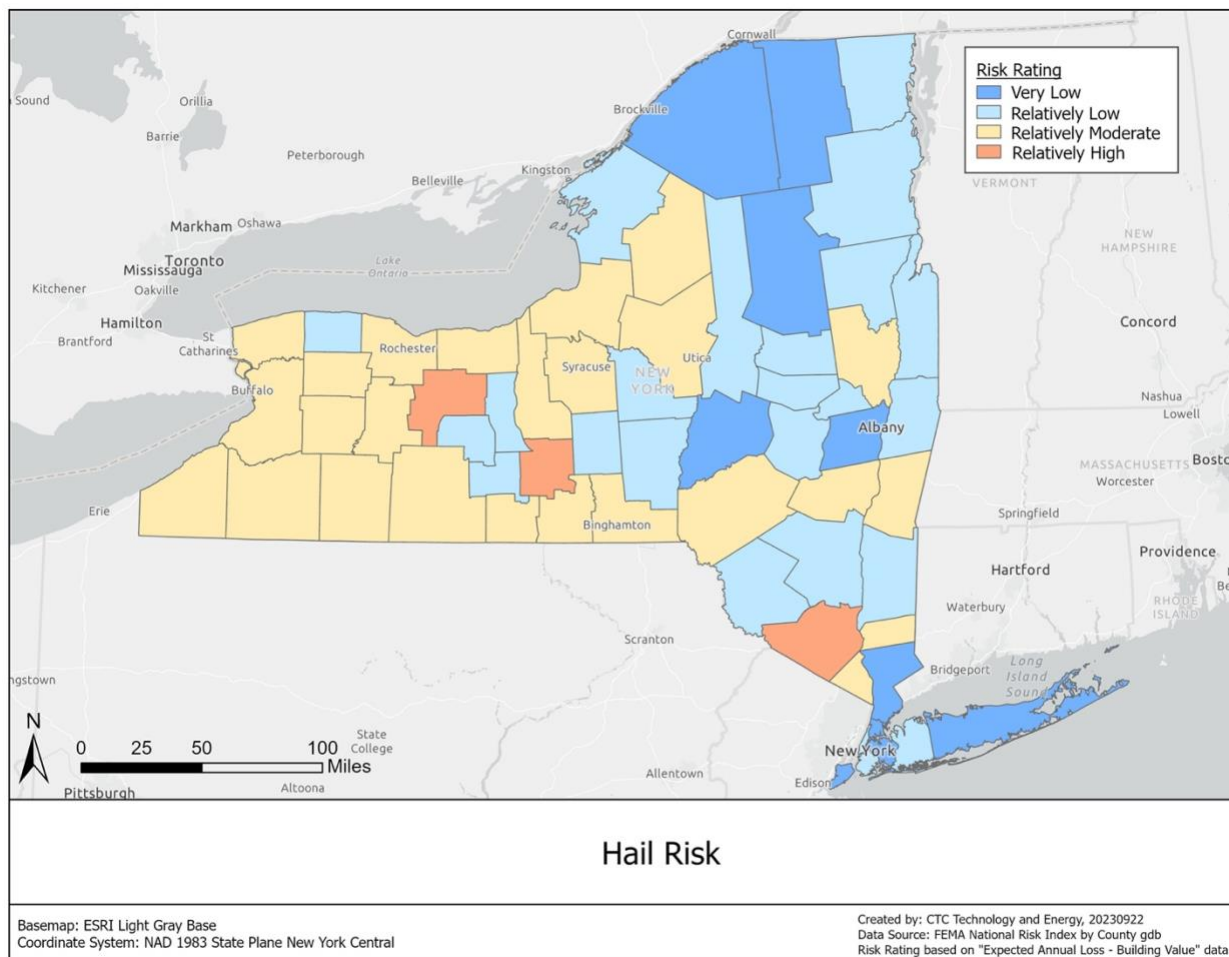 Cornwall
Sound
Orillia
Brockville
Barrie
Peterborough
Kingston
Belleville
VERMONT
Markham
Oshawa
NEW
HAMPSHIRE
Toronto
Mississauga
Lake
Ontario
Kitchener
Oakville
Hamilton
Concord
Brantford
St
Catharines
Rochester
Syracuse
Utica
NEW
YORK
Buffalo
Nashua
Lowell
Albany
MASSACHUSETTS
Worcester
Erie
Binghamton
Springfield
Hartford
Providence
RHODE
ISLAND
Waterbury
Scranton
Bridgeport
Long
Island
Sound
N
0 25 50 100
Miles
State
College
New York
Allentown
Edison
Pittsburgh
Altoona
Risk Rating
Very Low
Relatively Low
Relatively Moderate
Relatively High
Hail Risk
Basemap: ESRI Light Gray Base
Coordinate System: NAD 1983 State Plane New York Central
Created by: CTC Technology and Energy, 20230922
Data Source: FEMA National Risk Index by County gdb
Risk Rating based on "Expected Annual Loss - Building Value" data